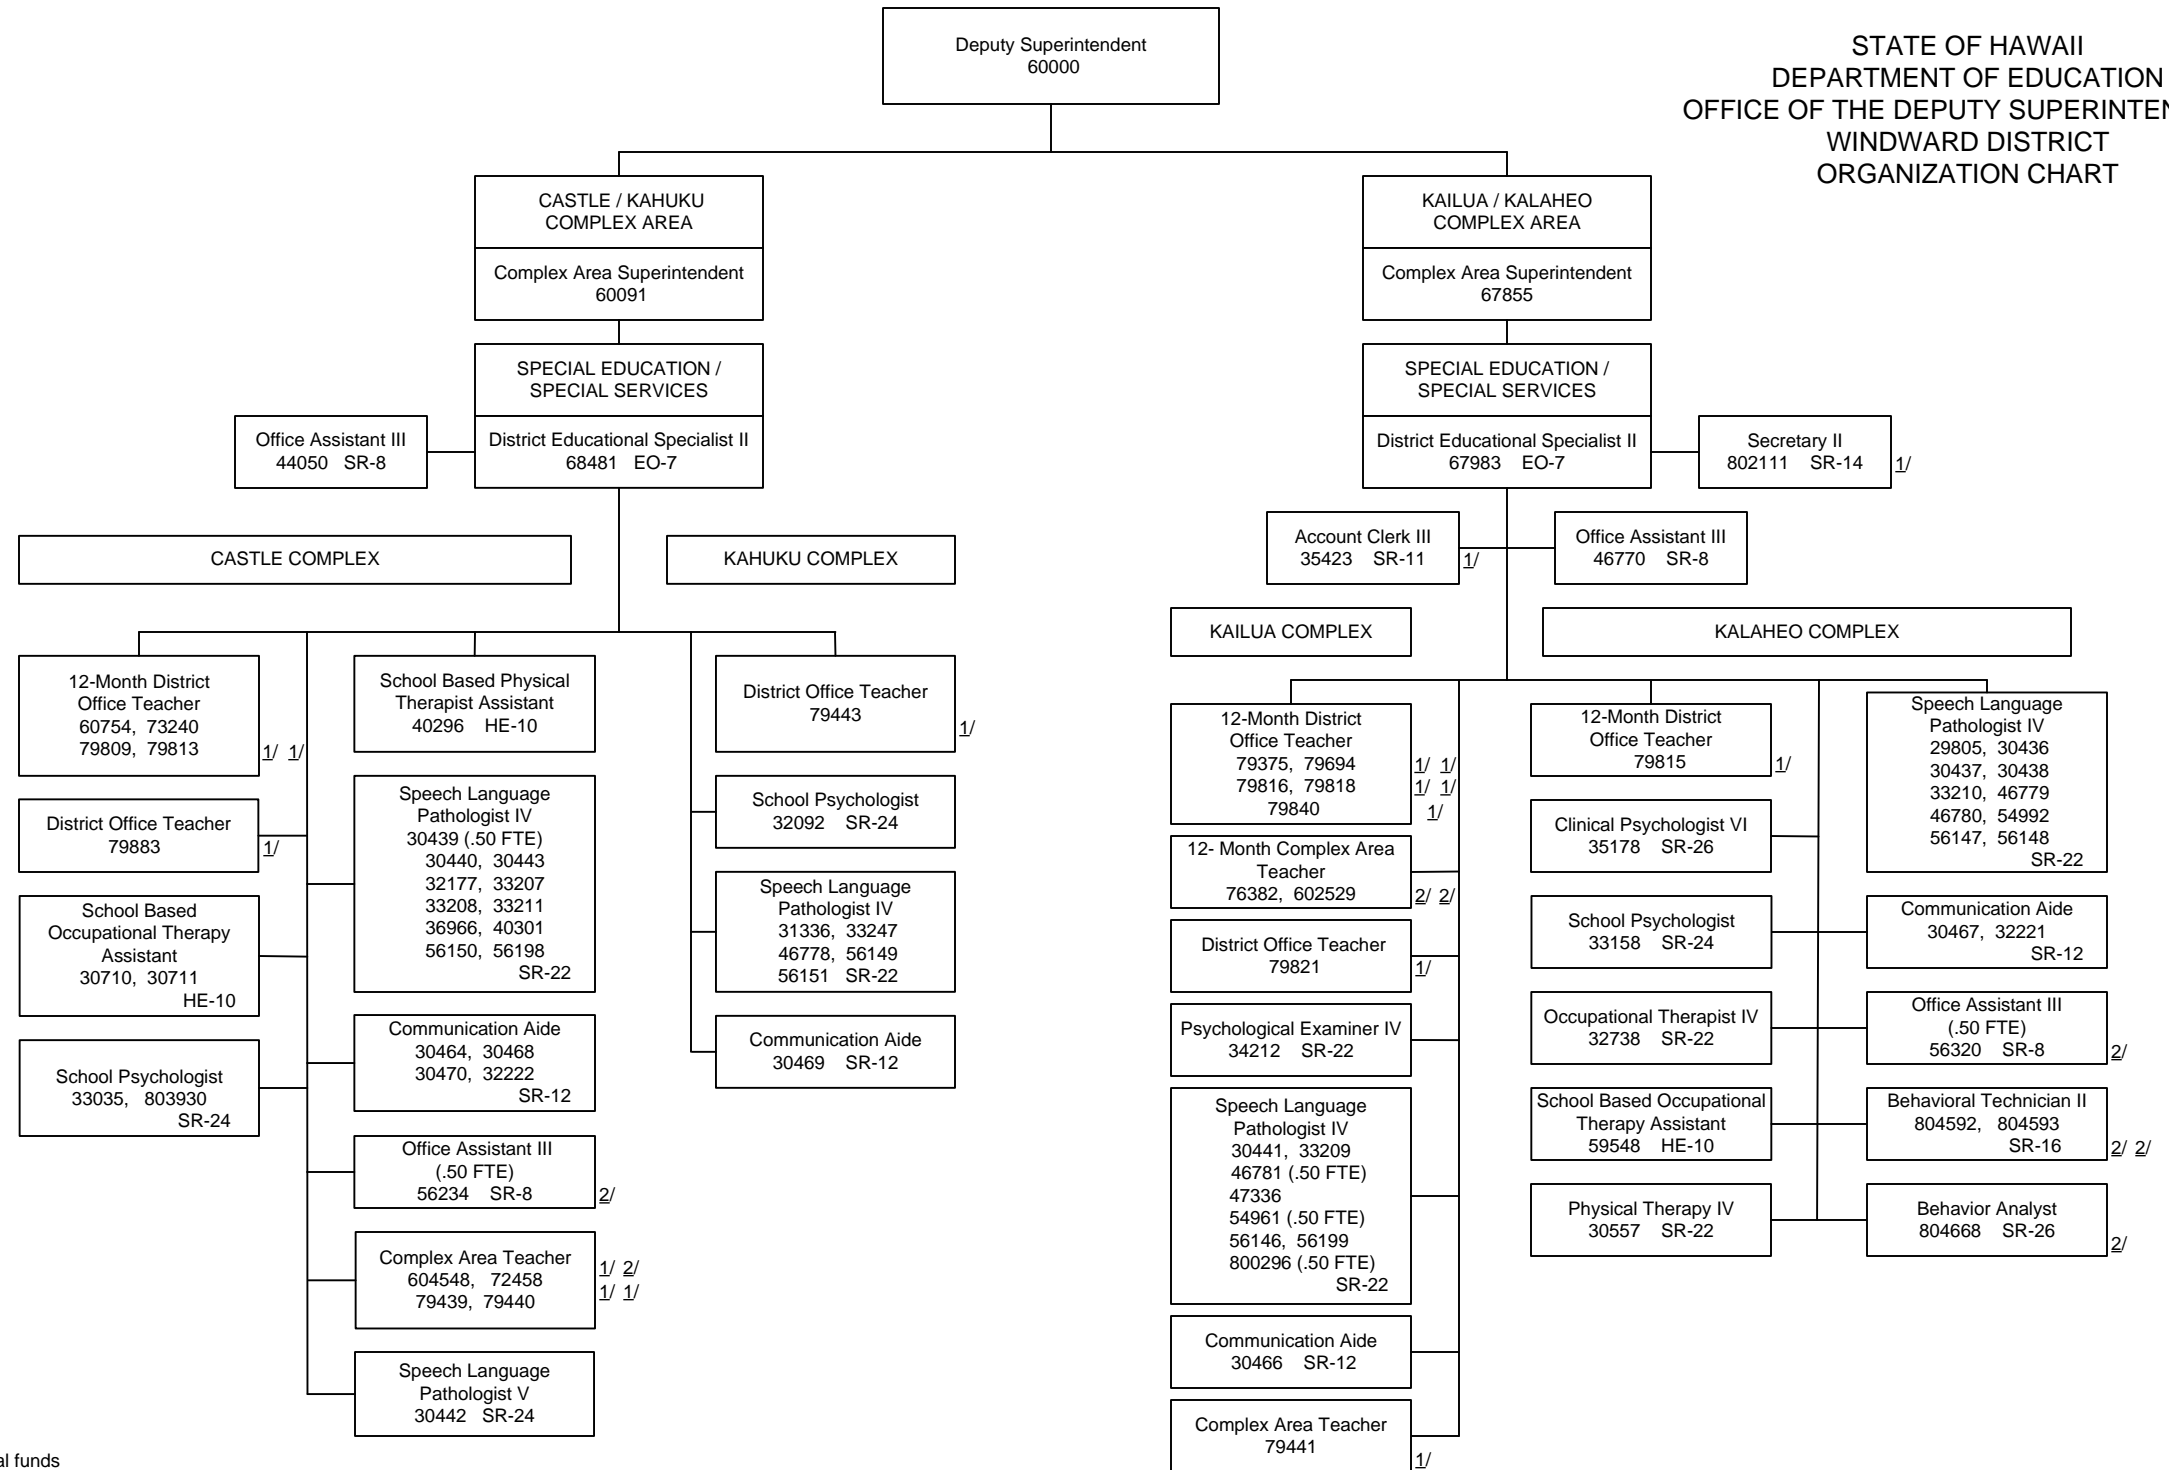 Deputy Superintendent
60000
STATE OF HAWAII
DEPARTMENT OF EDUCATION
OFFICE OF THE DEPUTY
WINDWARD DISTRICT
ORGANIZATION CHART
CASTLE / KAHUKU
COMPLEX AREA
Complex Area Superintendent
60091
SPECIAL EDUCATION /
SPECIAL SERVICES
District Educational Specialist II
68481 EO-7
Office Assistant III
44050 SR-8
CASTLE COMPLEX
KAHUKU COMPLEX
12-Month District
Office Teacher
60754, 73240
79809, 79813
1/ 1/
District Office Teacher
79883
1/
School Based
Occupational Therapy
Assistant
30710, 30711
HE-10
School Psychologist
33035, 803930
SR-24
School Based Physical
Therapist Assistant
40296 HE-10
Speech Language
Pathologist IV
30439 (.50 FTE)
30440, 30443
32177, 33207
33208, 33211
36966, 40301
56150, 56198
SR-22
Communication Aide
30464, 30468
30470, 32222
SR-12
Office Assistant III
(.50 FTE)
56234 SR-8
2/
Complex Area Teacher
604548, 72458
79439, 79440
1/ 2/
1/ 1/
Speech Language
Pathologist V
30442 SR-24
District Office Teacher
79443
1/
School Psychologist
32092 SR-24
Speech Language
Pathologist IV
31336, 33247
46778, 56149
56151 SR-22
Communication Aide
30469 SR-12
KAILUA / KALAHEO
COMPLEX AREA
Complex Area Superintendent
67855
SPECIAL EDUCATION /
SPECIAL SERVICES
District Educational Specialist II
67983 EO-7
Secretary II
802111 SR-14
1/
Account Clerk III
35423 SR-11
1/
Office Assistant III
46770 SR-8
KAILUA COMPLEX
KALAHEO COMPLEX
12-Month District
Office Teacher
79375, 79694
79816, 79818
79840
1/ 1/
1/ 1/
1/
12- Month Complex Area
Teacher
76382, 602529
2/ 2/
District Office Teacher
79821
1/
Psychological Examiner IV
34212 SR-22
Speech Language
Pathologist IV
30441, 33209
46781 (.50 FTE)
47336
54961 (.50 FTE)
56146, 56199
800296 (.50 FTE)
SR-22
Communication Aide
30466 SR-12
Complex Area Teacher
79441
1/
12-Month District
Office Teacher
79815
1/
Clinical Psychologist VI
35178 SR-26
School Psychologist
33158 SR-24
Occupational Therapist IV
32738 SR-22
School Based Occupational
Therapy Assistant
59548 HE-10
Physical Therapy IV
30557 SR-22
Speech Language
Pathologist IV
29805, 30436
30437, 30438
33210, 46779
46780, 54992
56147, 56148
SR-22
Communication Aide
30467, 32221
SR-12
Office Assistant III
(.50 FTE)
56320 SR-8
2/
Behavioral Technician II
804592, 804593
SR-16
2/ 2/
Behavior Analyst
804668 SR-26
2/
funds